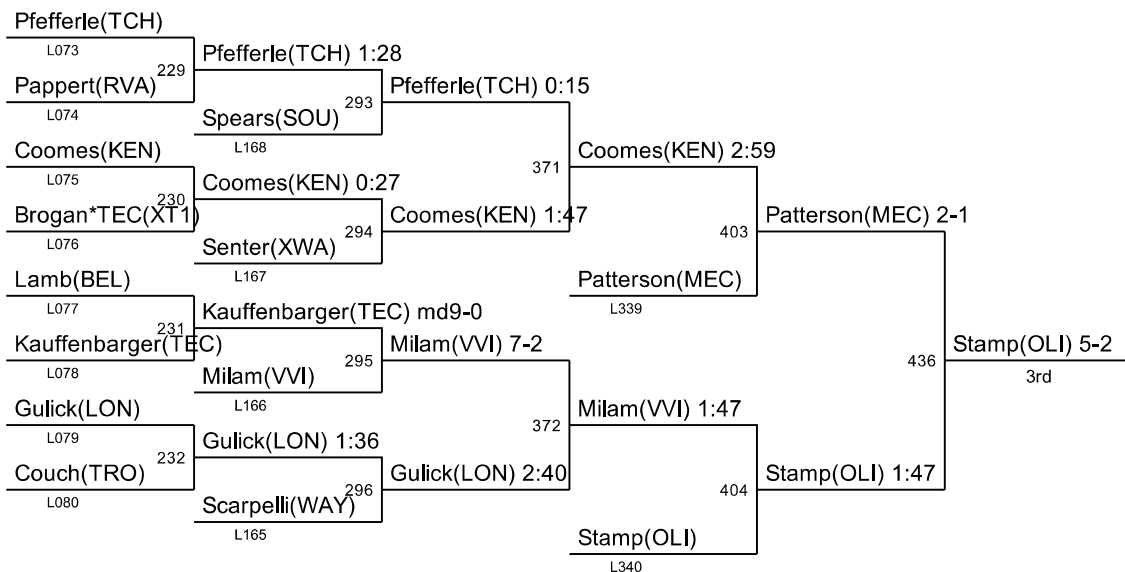 Pfefferle(TCH)
L073
229
Pfefferle(TCH) 1:28
Pappert(RVA)
L074
293
Pfefferle(TCH) 0:15
Spears(SOU)
L168
Coomes(KEN)
L075
371
Coomes(KEN) 2:59
230
Coomes(KEN) 0:27
Brogan*TEC(XT1)
L076
294
Coomes(KEN) 1:47
Senter(XWA)
L167
403
Patterson(MEC) 2-1
Lamb(BEL)
L077
Patterson(MEC)
L339
231
Kauffenbarger(TEC) md9-0
Kauffenbarger(TEC)
L078
295
Milam(VVI) 7-2
Milam(VVI)
L166
436
Stamp(OLI) 5-2
3rd
Gulick(LON)
L079
372
Milam(VVI) 1:47
232
Gulick(LON) 1:36
Couch(TRO)
L080
296
Gulick(LON) 2:40
Scarpelli(WAY)
L165
404
Stamp(OLI) 1:47
Stamp(OLI)
L340